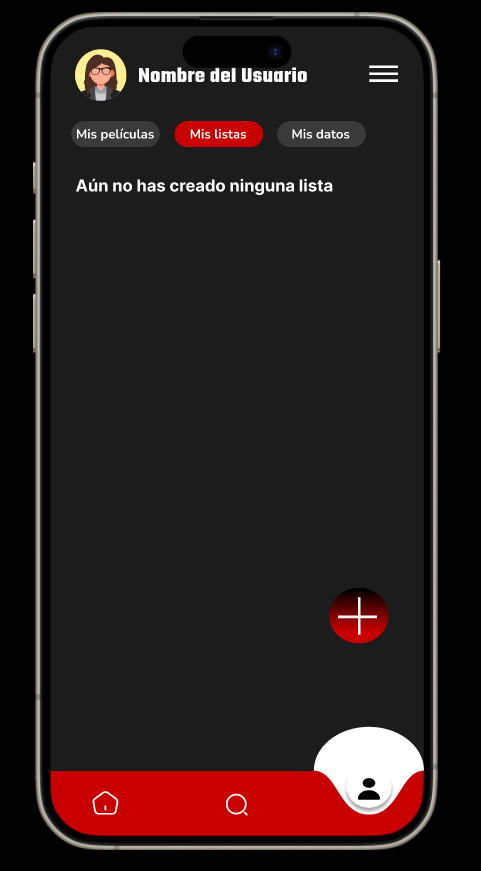 Nombre del Usuario
Mis películas Mis listas Mis datos
Aún no has creado ninguna lista